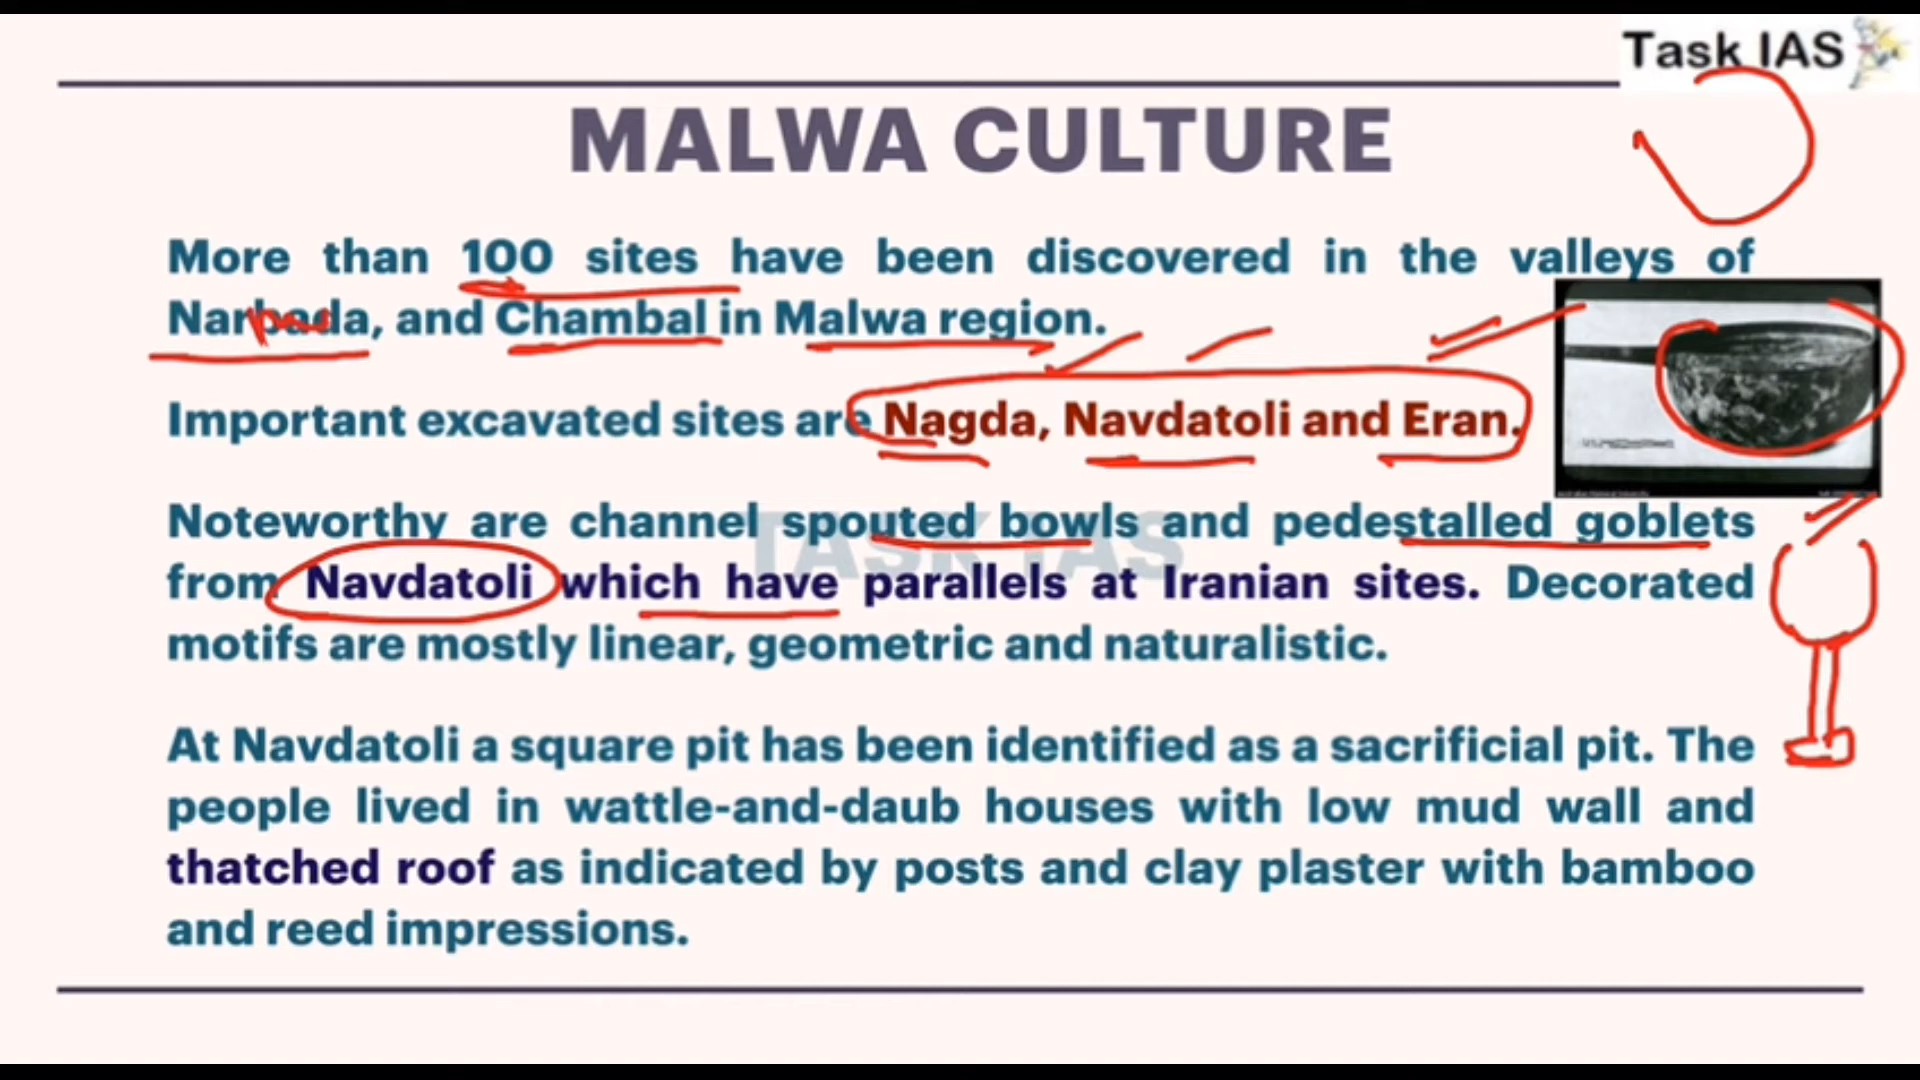 Task IAS
MALWA CULTURE
More than 100 sites have been discovered in the valleys of
Narbada, and Chambal in Malwa region.
Important excavated sites are Nagda, Navdatoli and Eran.
Noteworthy are channel spouted bowls and pedestalled goblets
from Navdatoli which have parallels at Iranian sites. Decorated
motifs are mostly linear, geometric and naturalistic.
TASK IAS
At Navdatoli a square pit has been identified as a sacrificial pit. The
people lived in wattle-and-daub houses with low mud wall and
thatched roof as indicated by posts and clay plaster with bamboo
and reed impressions.